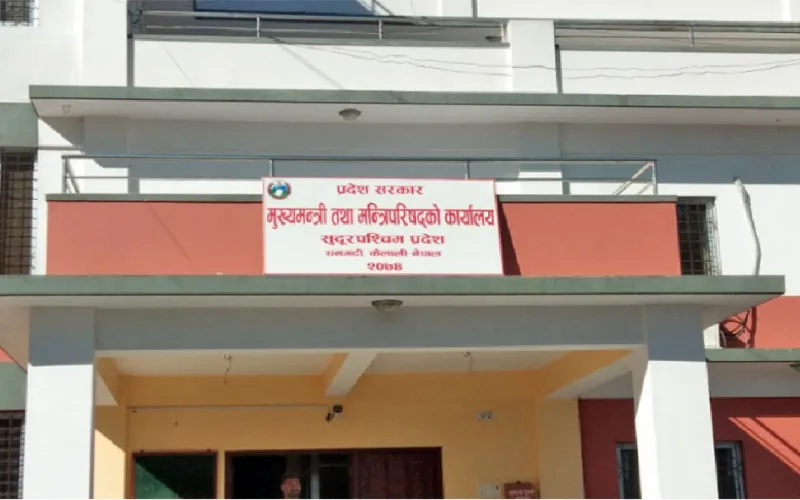 प्रदेश सरकार
मुख्यमन्त्री तथा मन्त्रिपरिषद्को कार्यालय
सुदूरपश्चिम प्रदेश
धनगढी, कैलाली नेपाल
२०७४